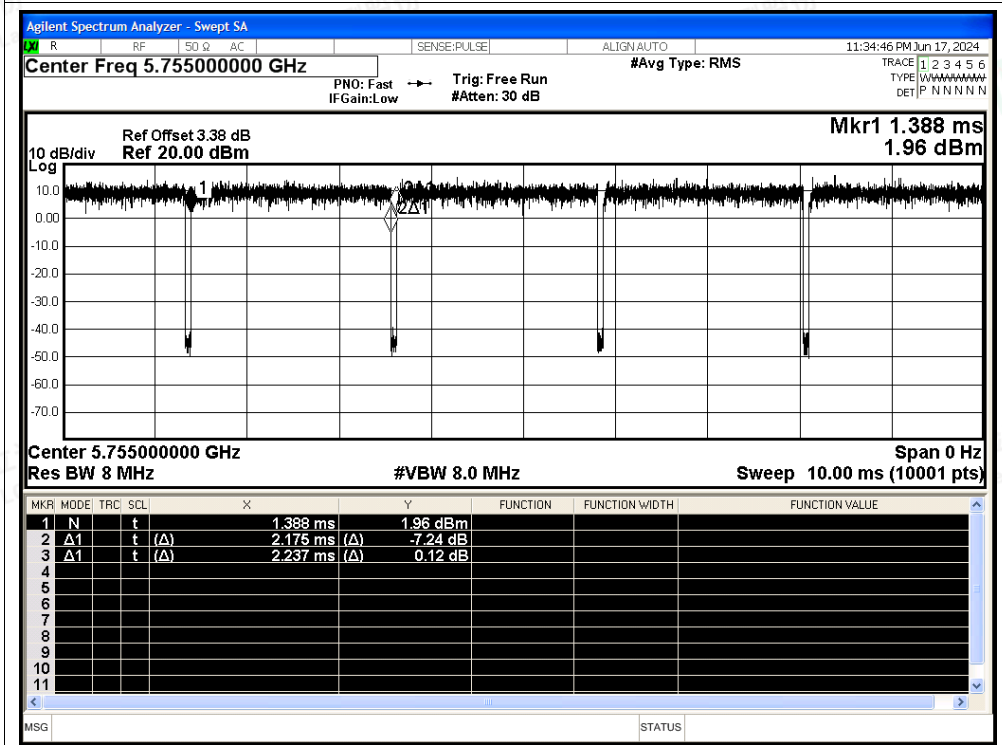 Agilent Spectrum Analyzer - Swept SA
LXI R RF 50 Ω AC SENSE:PULSE ALIGN AUTO 11:34:46 PM Jun 17, 2024
Center Freq 5.755000000 GHz #Avg Type: RMS TRACE 1 2 3 4 5 6
PNO: Fast Trig: Free Run TYPE
IFGain:Low #Atten: 30 dB DET P N N N N N
Mkr1 1.388 ms
Ref Offset 3.38 dB
10 dB/div Ref 20.00 dBm 1.96 dBm
Log
10.0
0.00
-10.0
-20.0
-30.0
-40.0
-50.0
-60.0
-70.0
1
Center 5.755000000 GHz Span 0 Hz
Res BW 8 MHz #VBW 8.0 MHz Sweep 10.00 ms (10001 pts)
MKR MODE TRC SCL X Y FUNCTION FUNCTION WIDTH FUNCTION VALUE
1 N t 1.388 ms 1.96 dBm
2 Δ1 t (Δ) 2.175 ms (Δ) -7.24 dB
3 Δ1 t (Δ) 2.237 ms (Δ) 0.12 dB
4
5
6
7
8
9
10
11
MSG STATUS